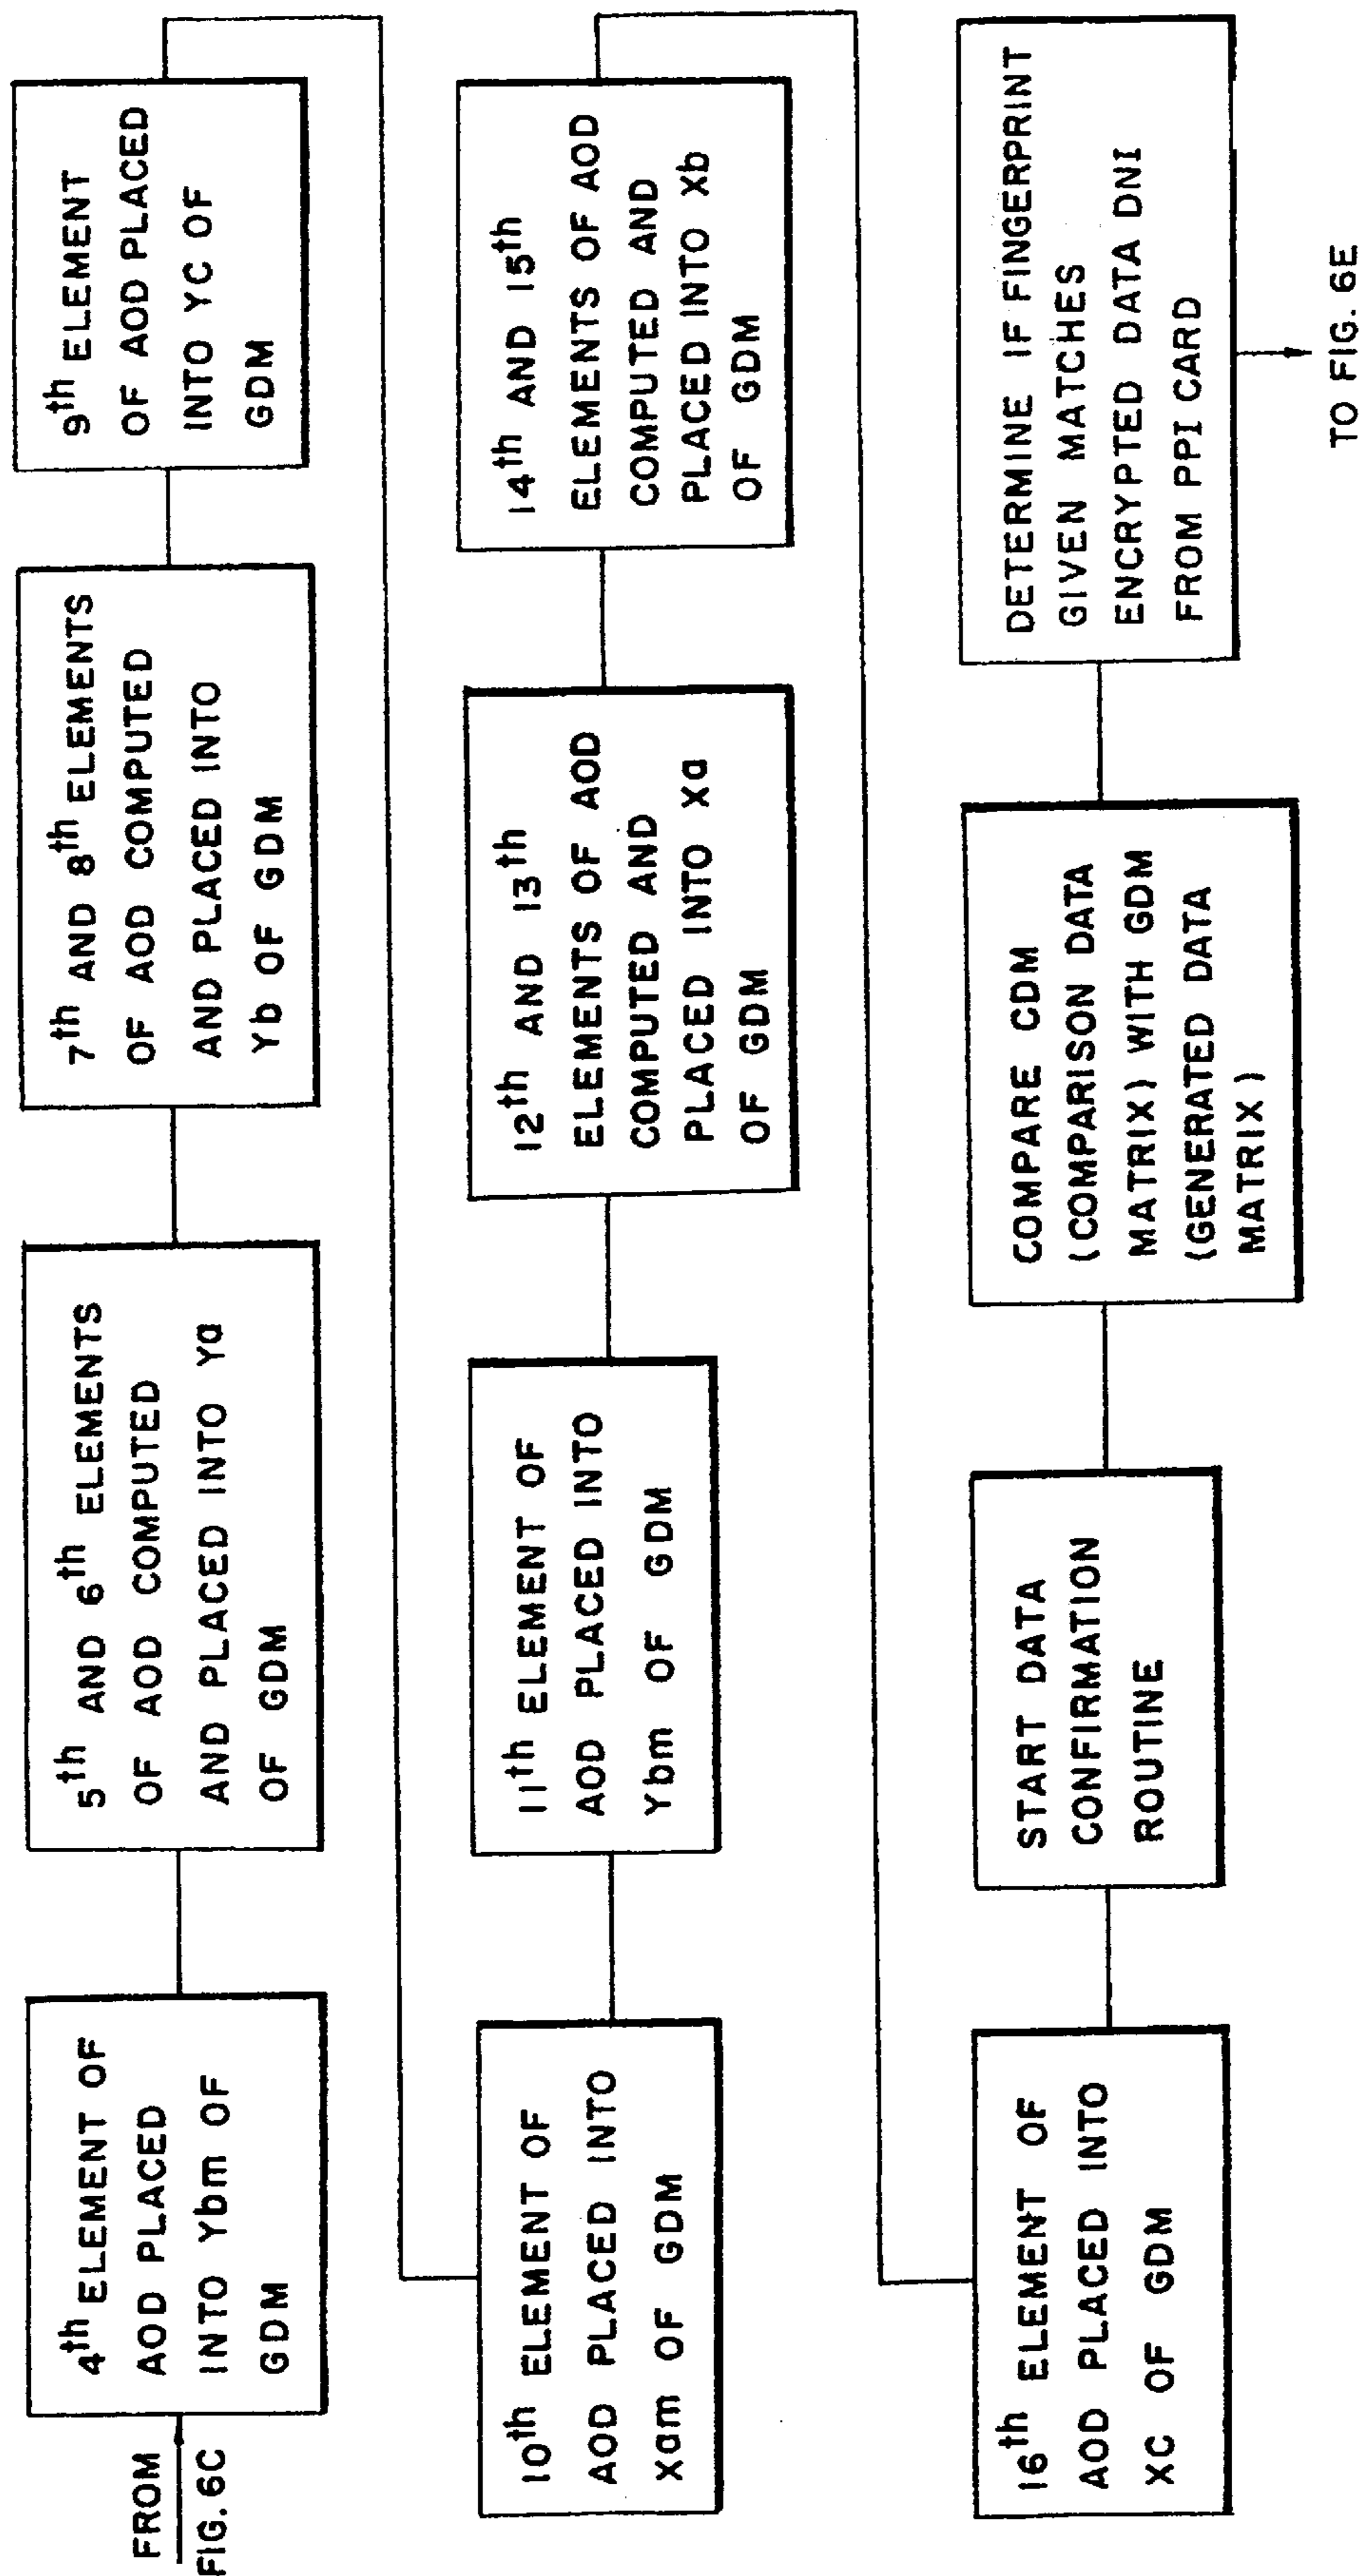 FROM
FIG. 6C
4th ELEMENT OF
AOD PLACED
INTO Ybm OF
GDM
5th AND 6th ELEMENTS
OF AOD COMPUTED
AND PLACED INTO Ya
OF GDM
7th AND 8th ELEMENTS
OF AOD COMPUTED
AND PLACED INTO
Yb OF GDM
9th ELEMENT
OF AOD PLACED
INTO YC OF
GDM
10th ELEMENT OF
AOD PLACED INTO
Xam OF GDM
11th ELEMENT OF
AOD PLACED INTO
Ybm OF GDM
12th AND 13th
ELEMENTS OF AOD
COMPUTED AND
PLACED INTO Xa
OF GDM
14th AND 15th
ELEMENTS OF AOD
COMPUTED AND
PLACED INTO Xb
OF GDM
16th ELEMENT OF
AOD PLACED INTO
XC OF GDM
START DATA
CONFIRMATION
ROUTINE
COMPARE CDM
(COMPARISON DATA
MATRIX) WITH GDM
(GENERATED DATA
MATRIX)
DETERMINE IF FINGERPRINT
GIVEN MATCHES
ENCRYPTED DATA DNI
FROM PPI CARD
TO FIG. 6E